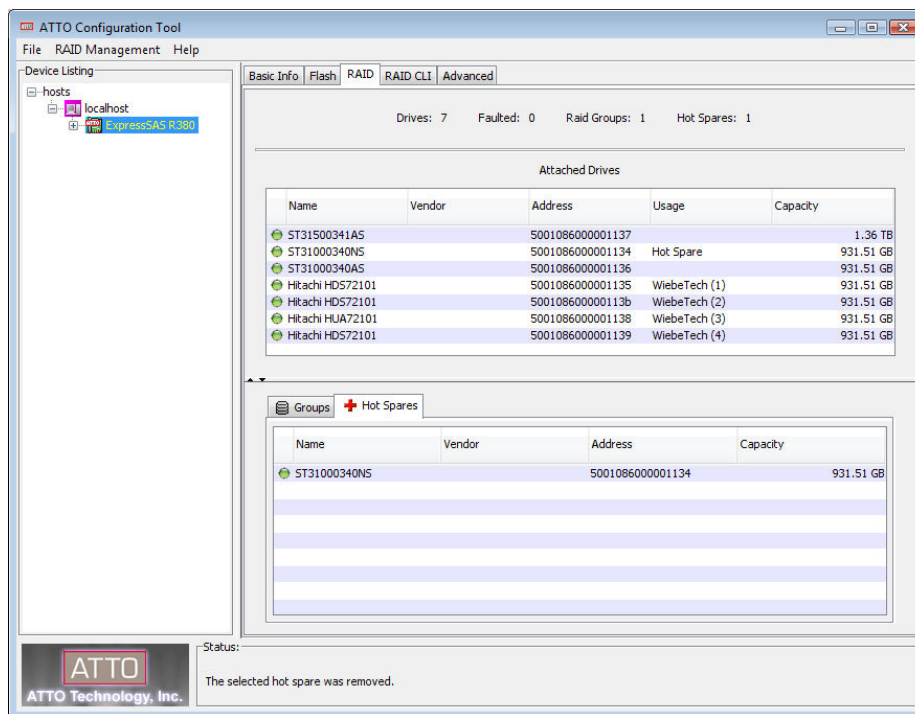 ATTO Configuration Tool
File RAID Management Help
Device Listing
hosts
localhost
ExpressSAS R380
Basic Info Flash RAID RAID CLI Advanced
Drives: 7 Faulted: 0 Raid Groups: 1 Hot Spares: 1
Attached Drives
Name Vendor Address Usage Capacity
ST31500341AS 5001086000001137 1.36 TB
ST31000340NS 5001086000001134 Hot Spare 931.51 GB
ST31000340AS 5001086000001136 931.51 GB
Hitachi HDS72101 5001086000001135 WiebeTech (1) 931.51 GB
Hitachi HDS72101 500108600000113b WiebeTech (2) 931.51 GB
Hitachi HUA72101 5001086000001138 WiebeTech (3) 931.51 GB
Hitachi HDS72101 5001086000001139 WiebeTech (4) 931.51 GB
Groups Hot Spares
Name Vendor Address Capacity
ST31000340NS 5001086000001134 931.51 GB
ATTO
ATTO Technology, Inc.
Status:
The selected hot spare was removed.